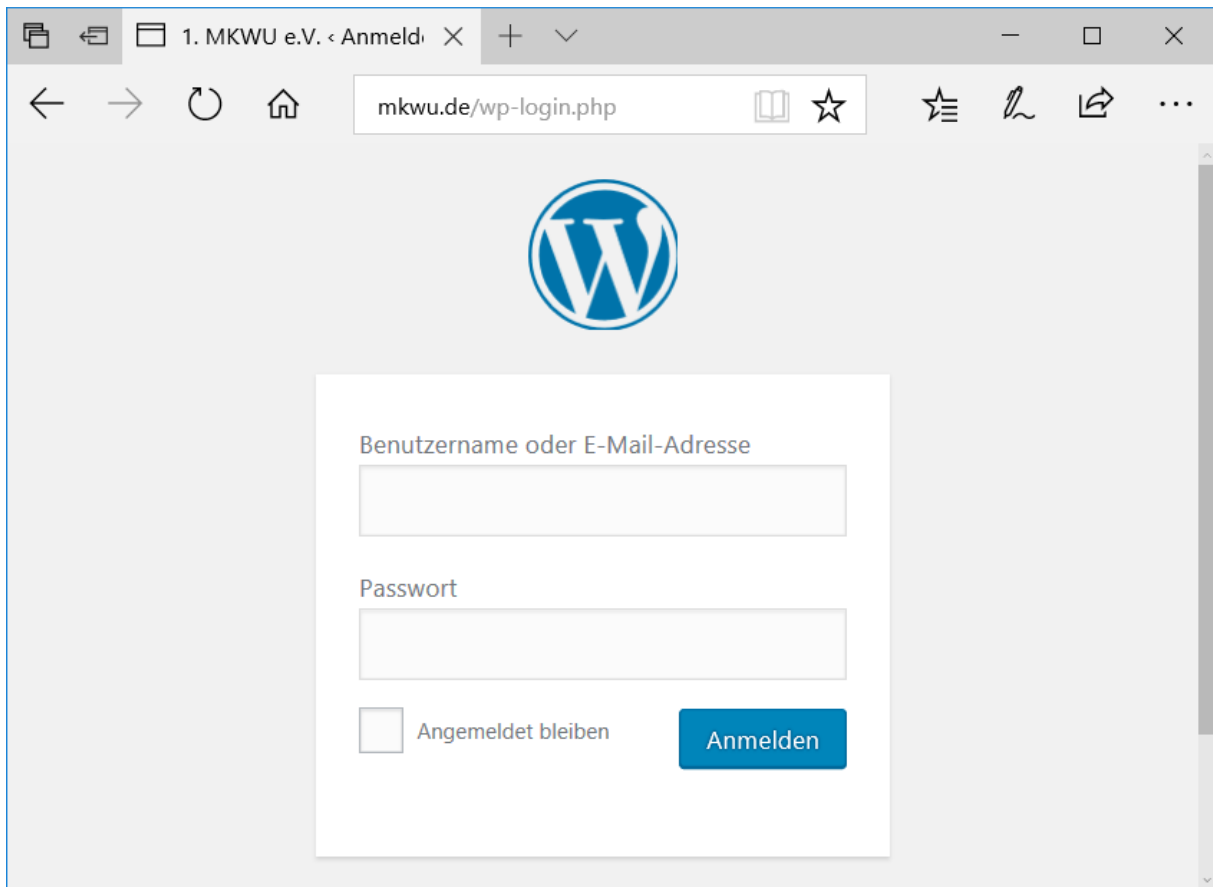 1. MKWU e.V. ‹ Anmeld
mkwu.de/wp-login.php
Benutzername oder E-Mail-Adresse
Passwort
Angemeldet bleiben
Anmelden